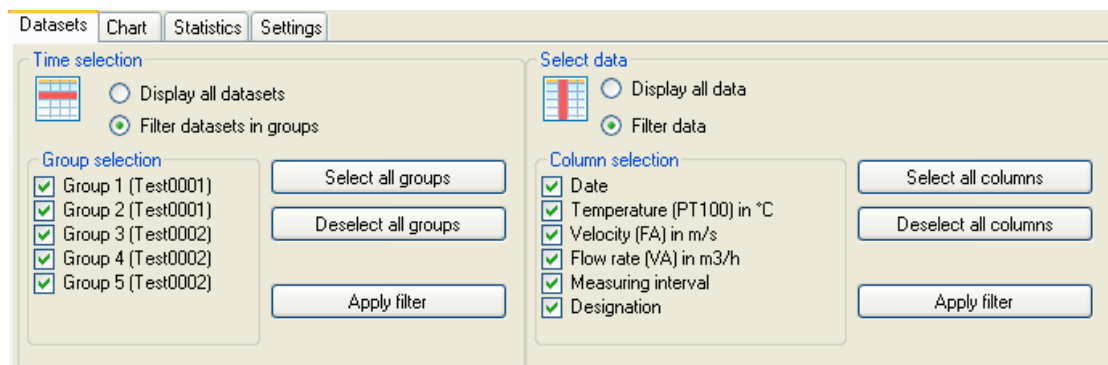 Datasets Chart Statistics Settings
Time selection
Display all datasets
Filter datasets in groups
Group selection
Group 1 (Test0001)
Group 2 (Test0001)
Group 3 (Test0002)
Group 4 (Test0002)
Group 5 (Test0002)
Select all groups
Deselect all groups
Apply filter
Select data
Display all data
Filter data
Column selection
Date
Temperature (PT100) in °C
Velocity (FA) in m/s
Flow rate (VA) in m3/h
Measuring interval
Designation
Select all columns
Deselect all columns
Apply filter